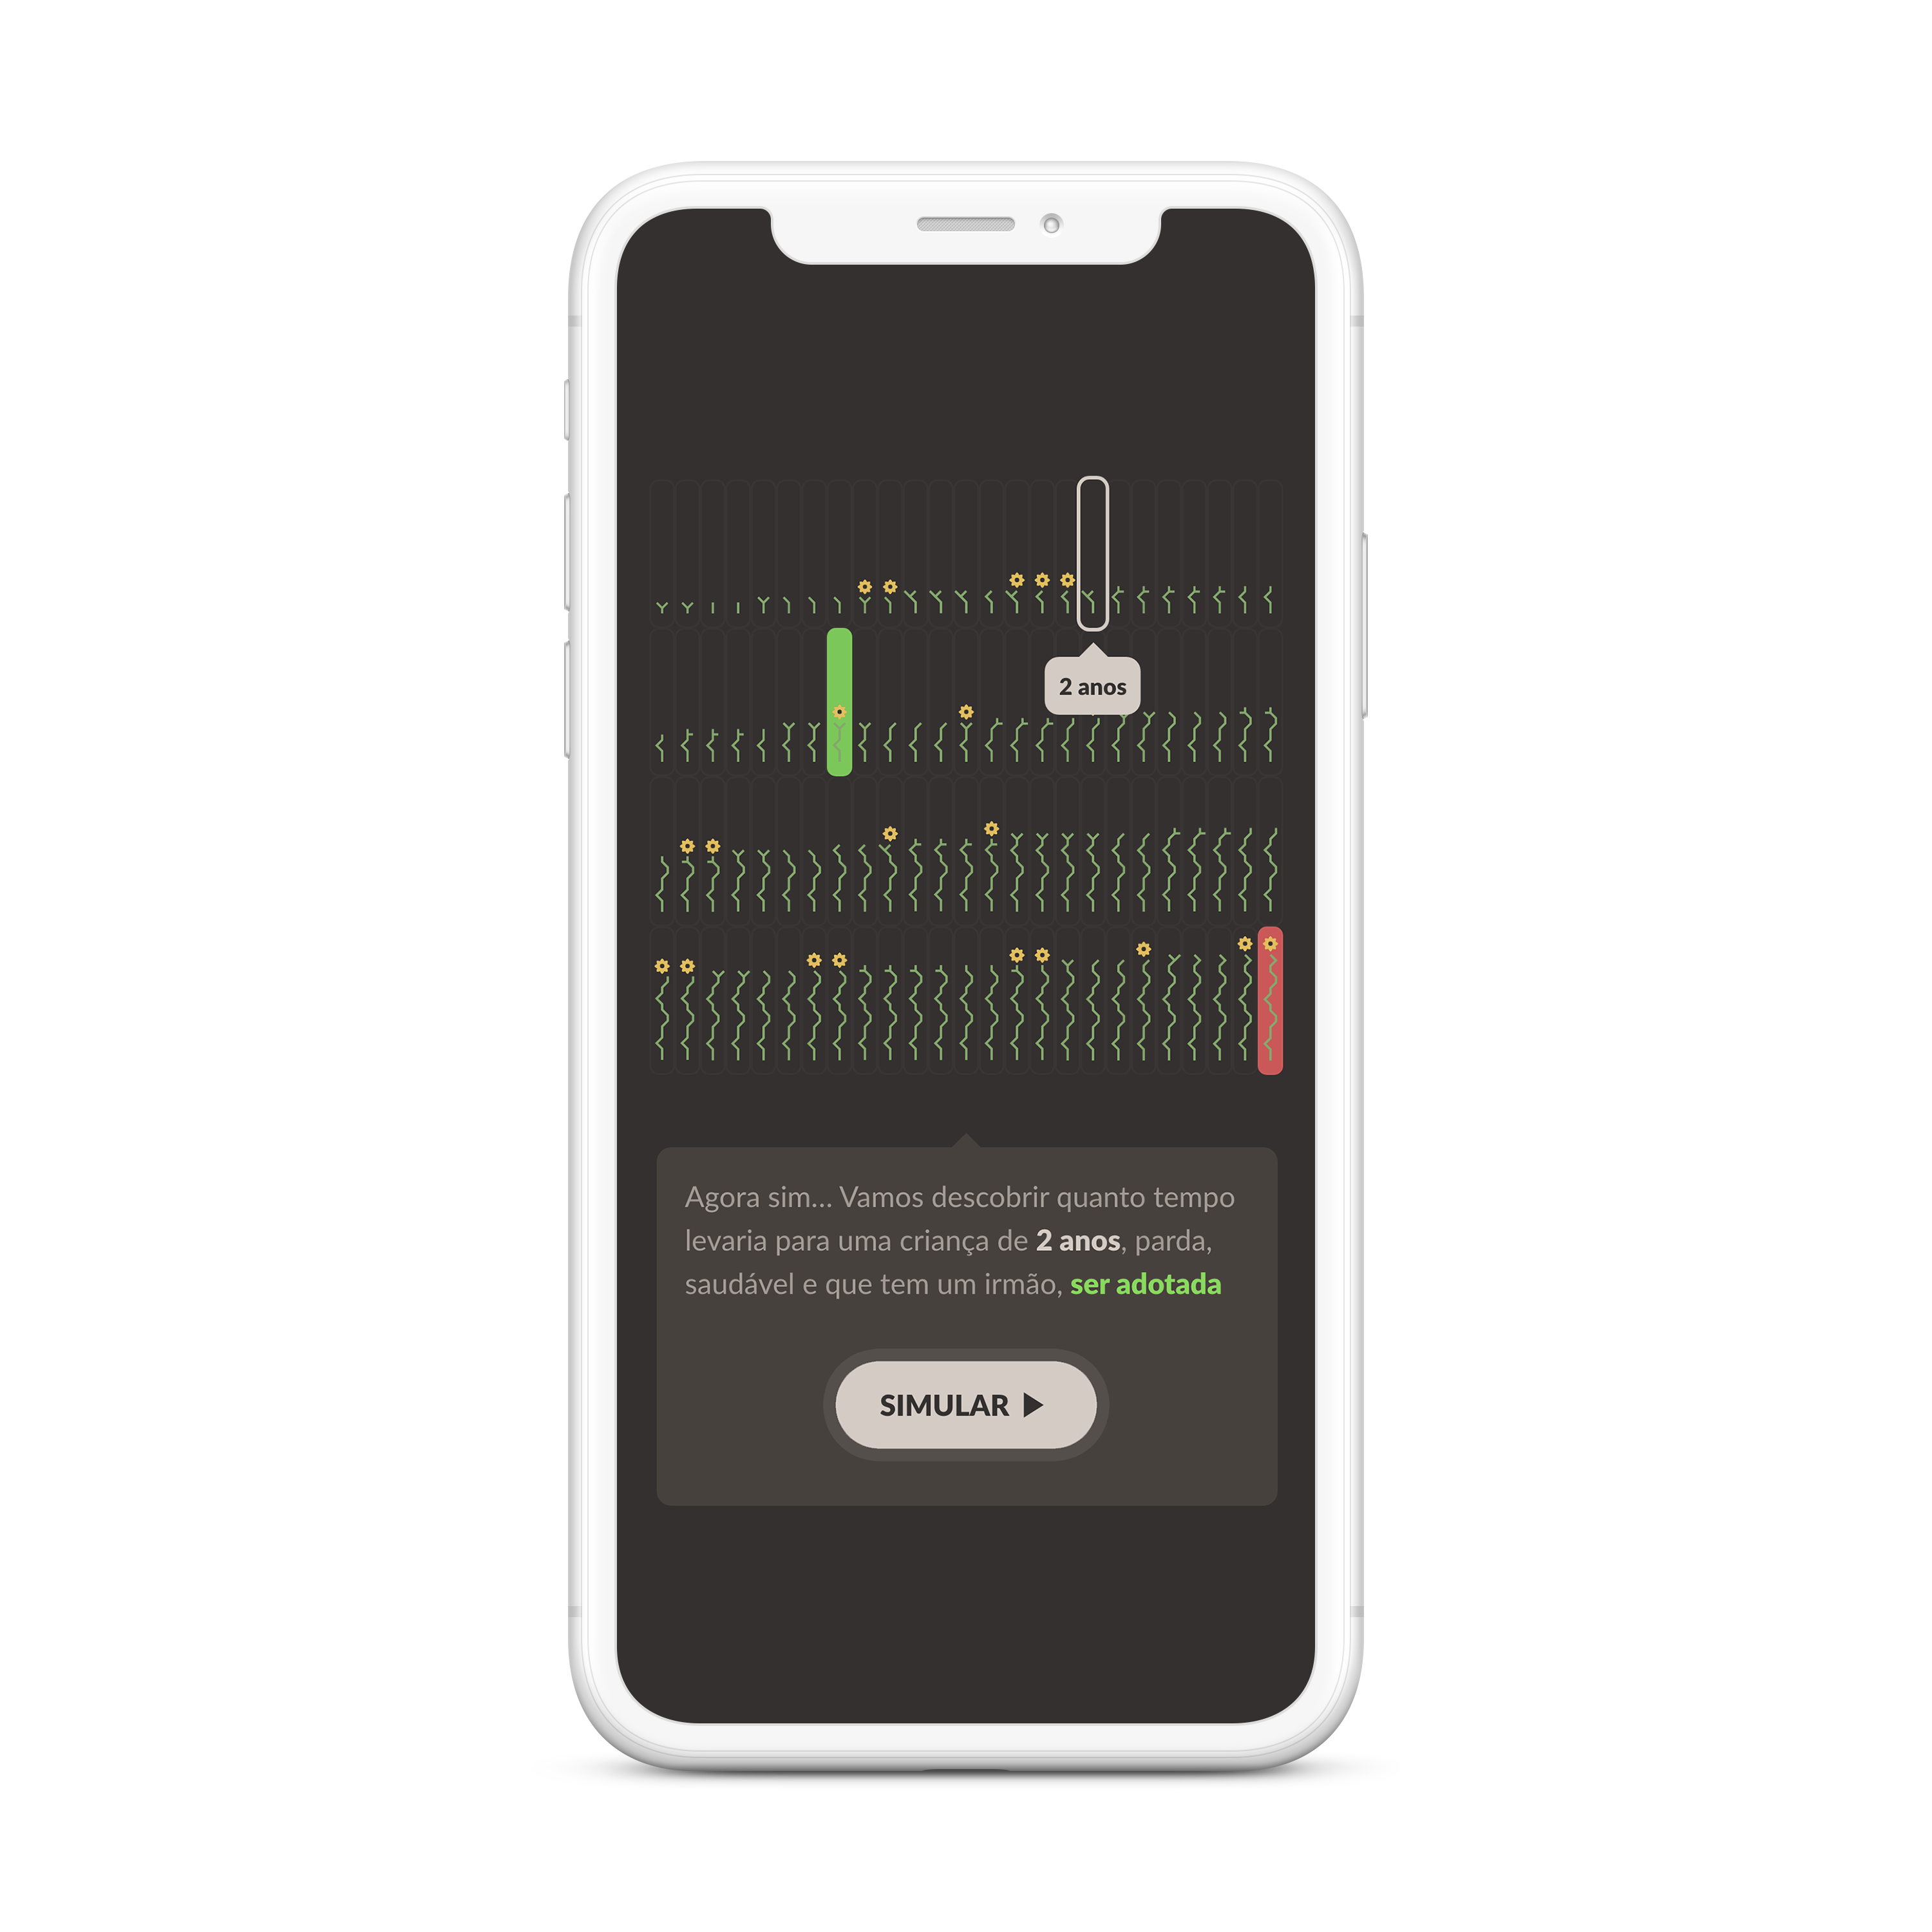 2 anos
Agora sim... Vamos descobrir quanto tempo
levaria para uma criança de 2 anos, parda,
saudável e que tem um irmão, ser adotada
SIMULAR